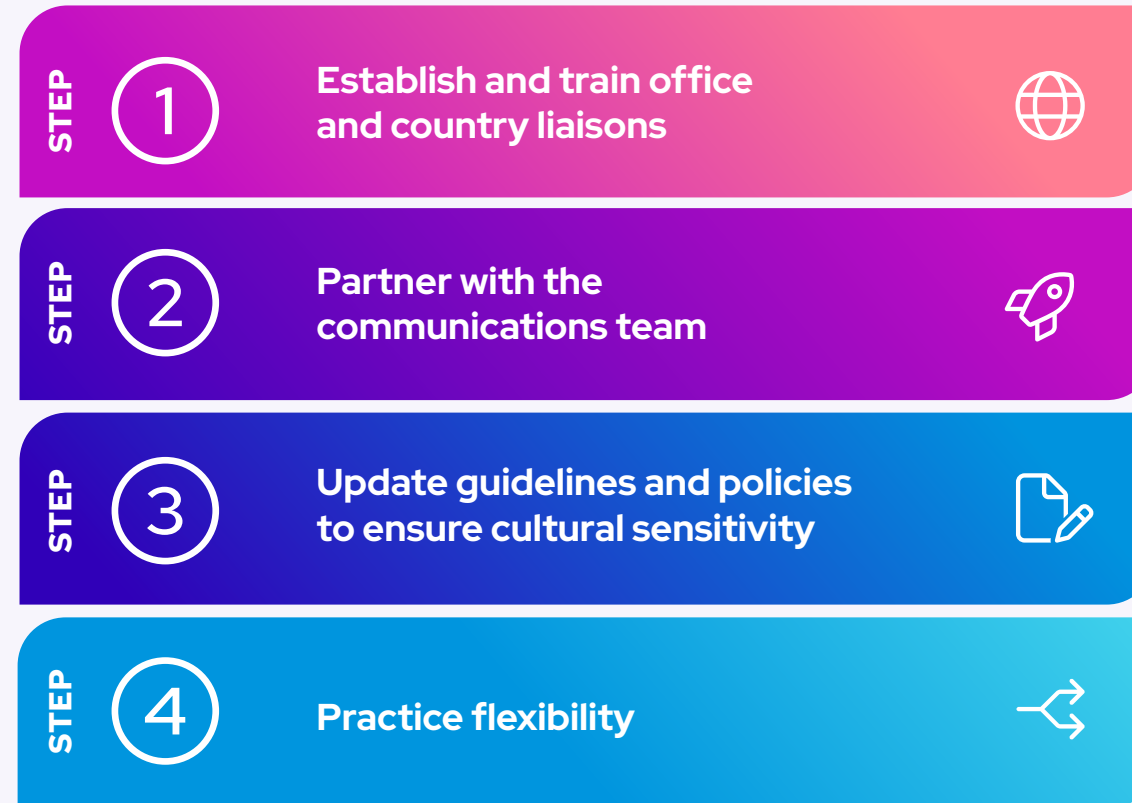 STEP
1
Establish and train office
and country liaisons
STEP
2
Partner with the
communications team
STEP
3
Update guidelines and policies
to ensure cultural sensitivity
STEP
4
Practice flexibility